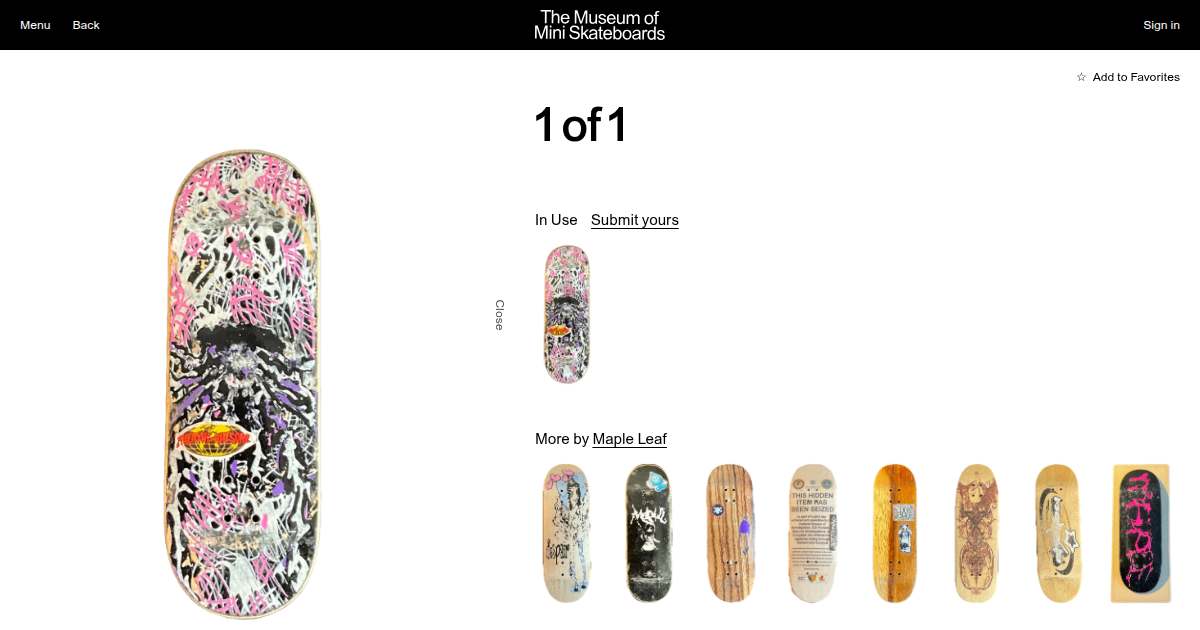 Menu
Back
The Museum of
Mini Skateboards
Sign in
☆ Add to Favorites
1 of 1
In Use
Submit yours
Close
More by Maple Leaf
THIS HIDDEN
ITEM HAS
BEEN SEIZED